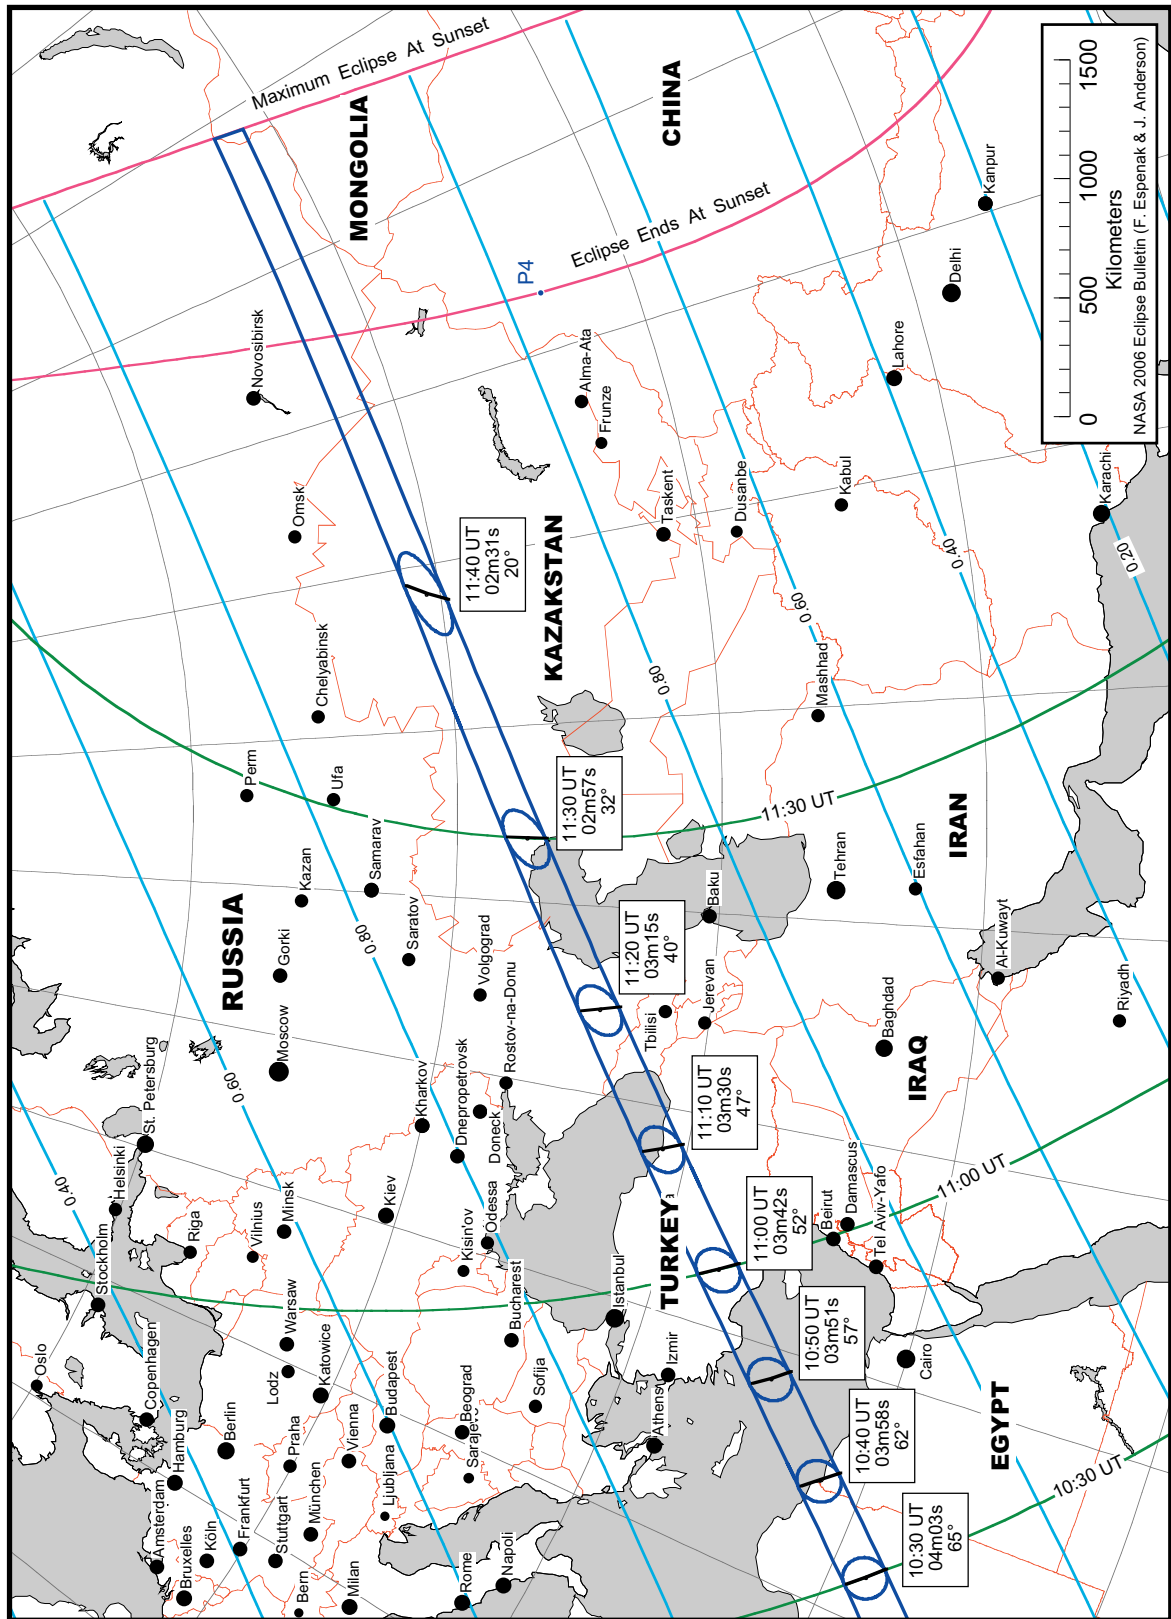 Maximum Eclipse At Sunset
MONGOLIA
CHINA
Eclipse Ends At Sunset
P4
Kanpur
Delhi
Lahore
0
500
1000
1500
Kilometers
NASA 2006 Eclipse Bulletin (F. Espenak & J. Anderson)
Novosibirsk
Omsk
Alma-Ata
Frunze
Taskent
Dusanbe
Kabul
Karachi
0.20
0.40
0.60
0.80
11:40 UT
02m31s
20°
KAZAKSTAN
Chelyabinsk
Mashhad
Perm
Ufa
11:30 UT
02m57s
32°
11:30 UT
IRAN
Samarav
Kazan
Tehran
Esfahan
RUSSIA
0.80
Saratov
Gorki
Volgograd
11:20 UT
03m15s
40°
Baku
Tbilisi
Jerevan
Al-Kuwayt
Riyadh
Baghdad
IRAQ
Moscow
St. Petersburg
0.60
Kharkov
Rostov-na-Donu
Dnepropetrovsk
Doneck
11:10 UT
03m30s
47°
11:00 UT
Helsinki
0.40
Riga
Vilnius
Minsk
Kiev
Kisin'ov
Odessa
TURKEY
11:00 UT
03m42s
52°
Damascus
Beirut
Tel Aviv-Yafo
Stockholm
Warsaw
Lodz
Katowice
Bucharest
Istanbul
10:50 UT
03m51s
57°
Cairo
Oslo
Copenhagen
Hamburg
Berlin
Praha
Vienna
Budapest
Beograd
Sarajevo
Sofija
Izmir
Athens
10:40 UT
03m58s
62°
EGYPT
10:30 UT
Amsterdam
Bruxelles
Köln
Frankfurt
Stuttgart
München
Ljubljana
Bern
Milan
Rome
Napoli
10:30 UT
04m03s
65°